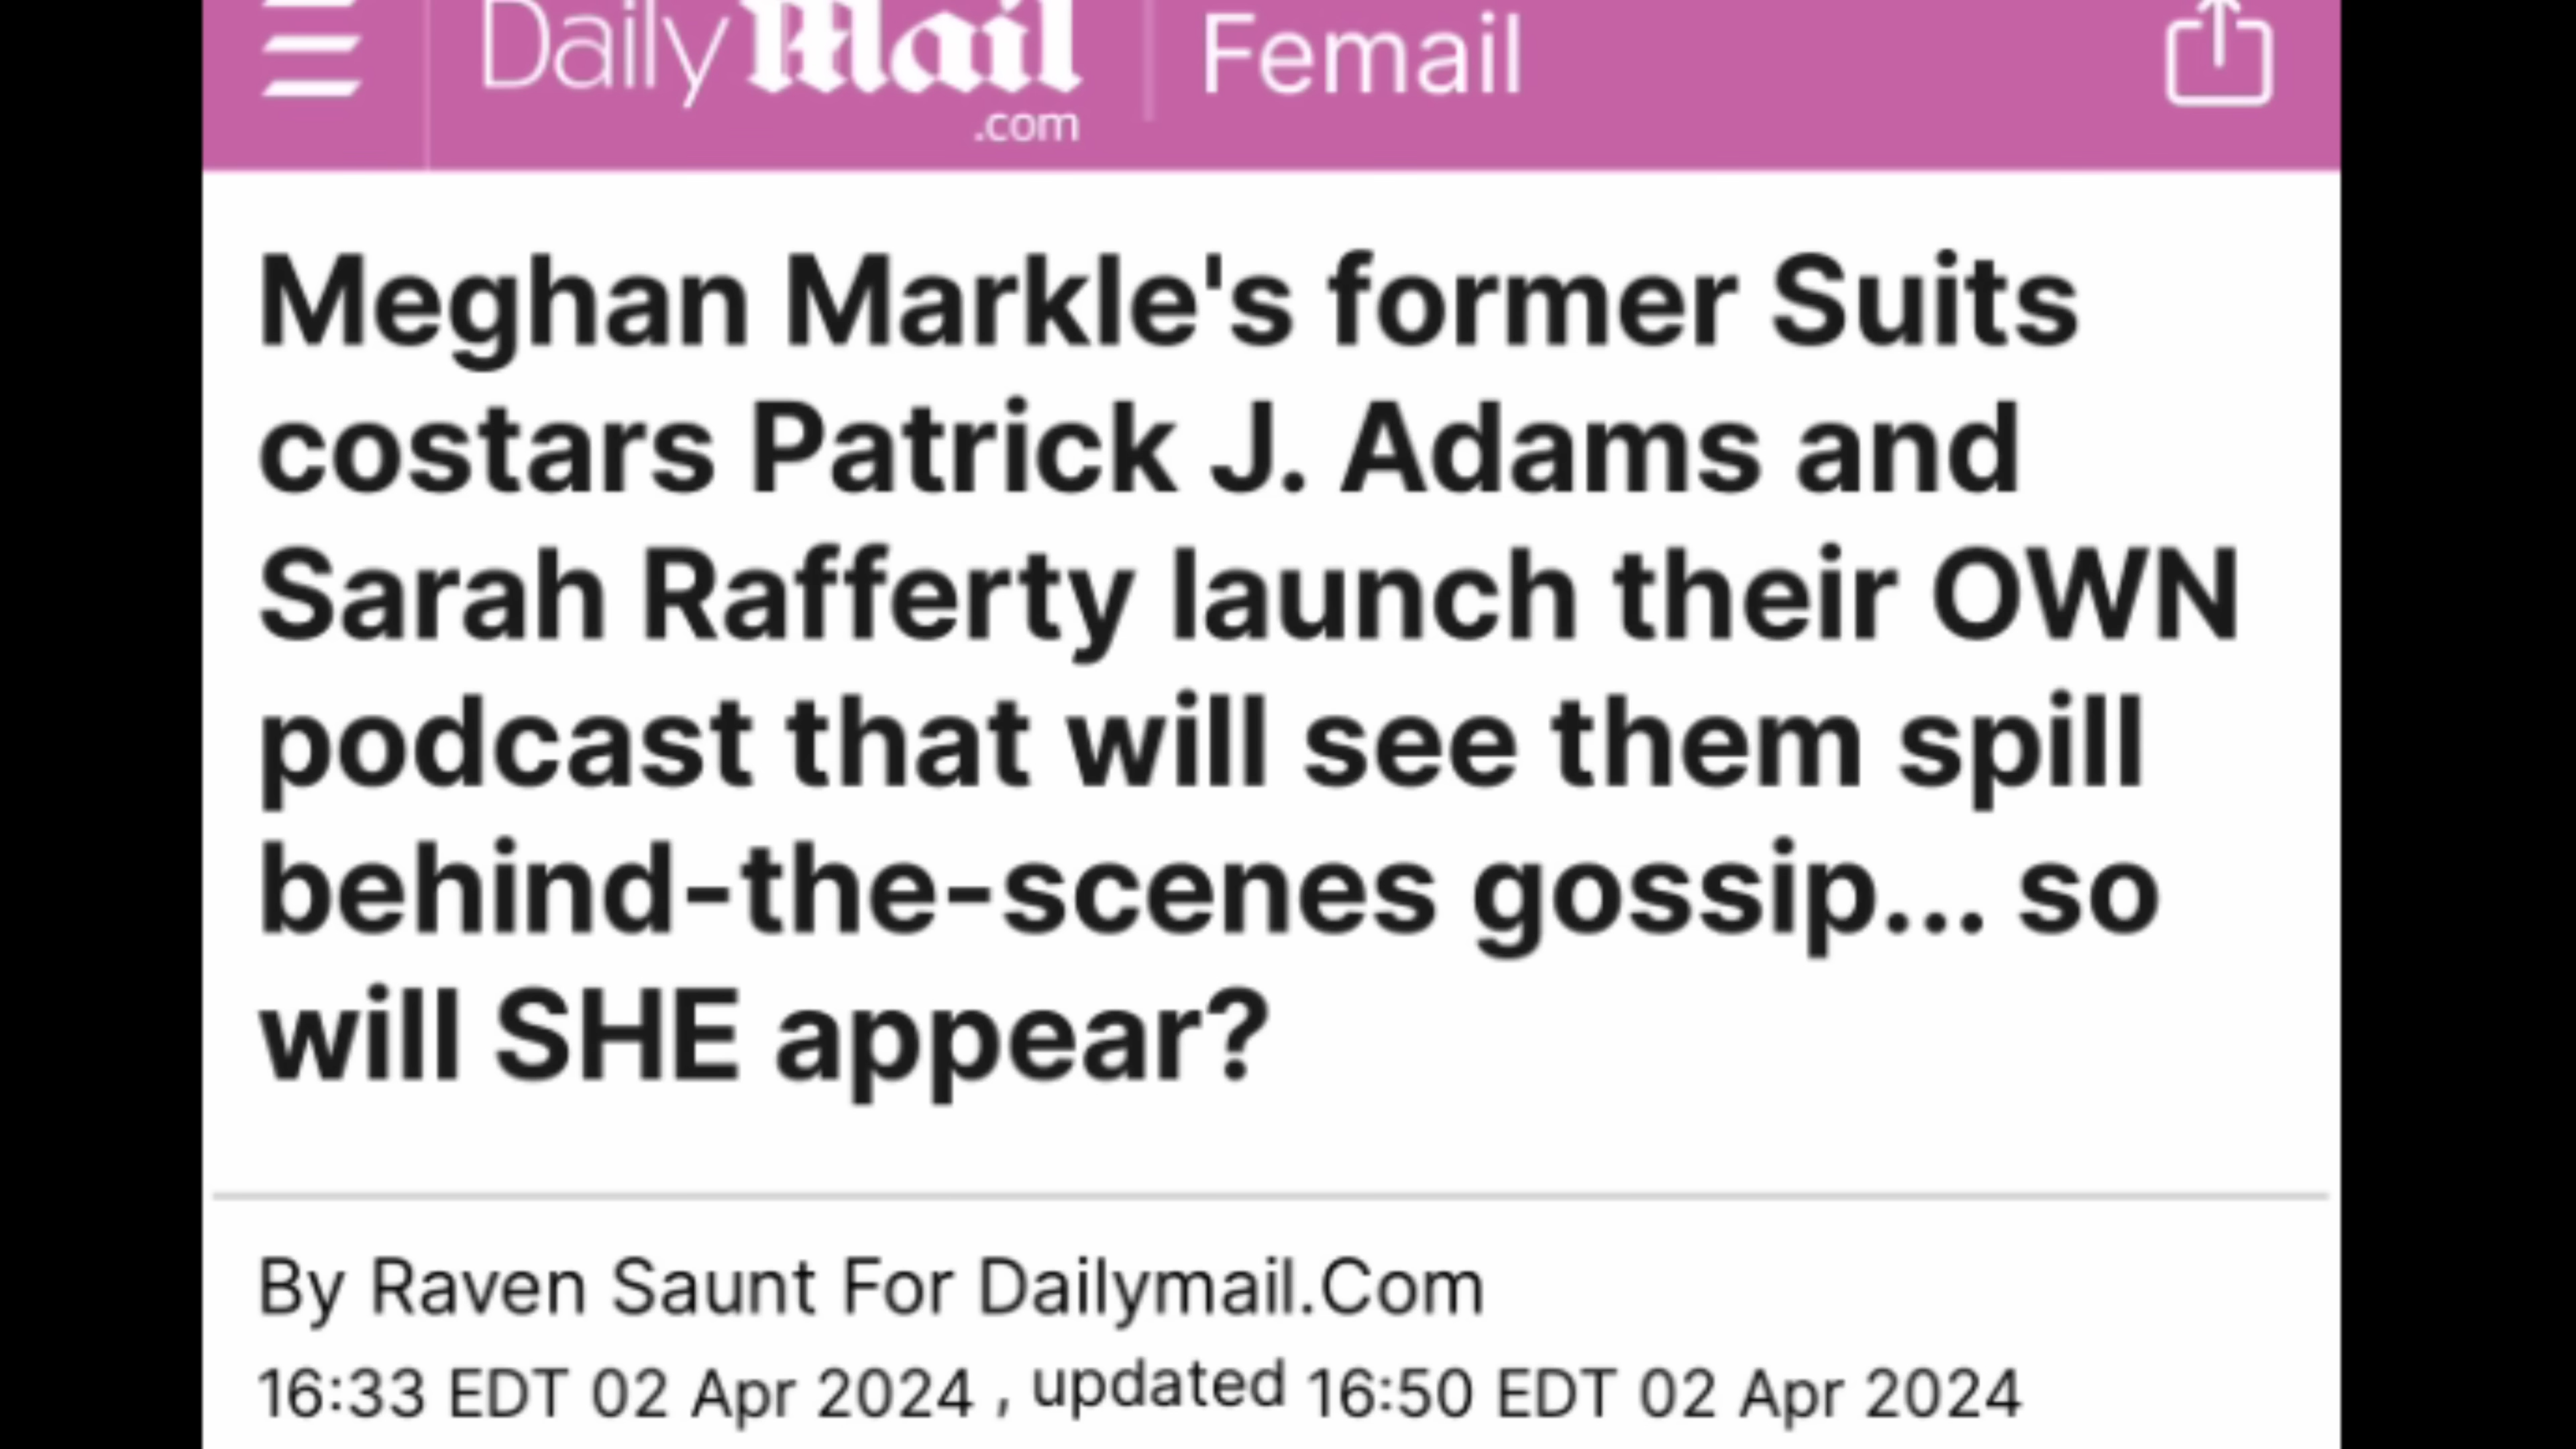 Daily Mail Femail
.com
Meghan Markle's former Suits
costars Patrick J. Adams and
Sarah Rafferty launch their OWN
podcast that will see them spill
behind-the-scenes gossip... so
will SHE appear?
By Raven Saunt For Dailymail.Com
16:33 EDT 02 Apr 2024 , updated 16:50 EDT 02 Apr 2024